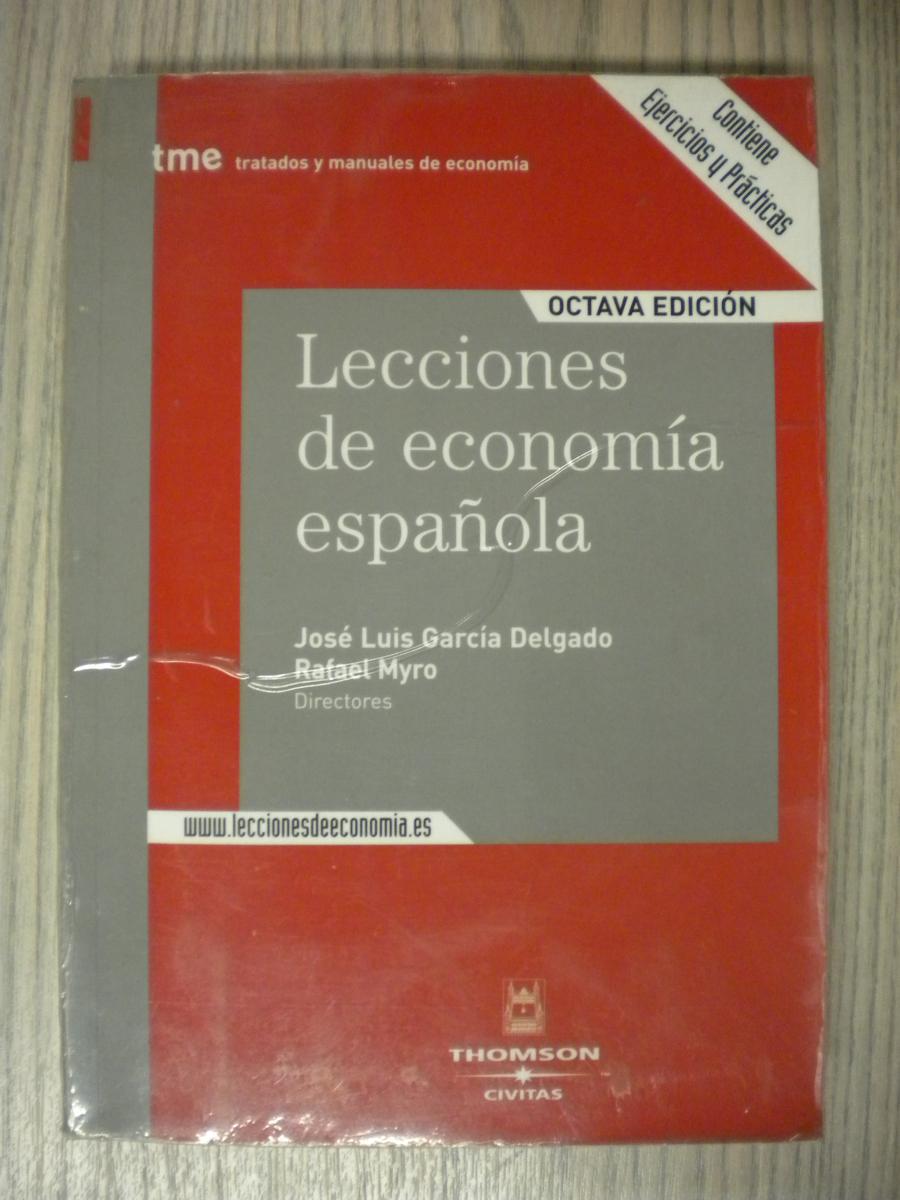 tme tratados y manuales de economía
Contiene
Ejercicios y Prácticas
OCTAVA EDICIÓN
Lecciones
de economía
española
José Luis García Delgado
Rafael Myro
Directores
www.leccionesdeeconomia.es
THOMSON
CIVITAS